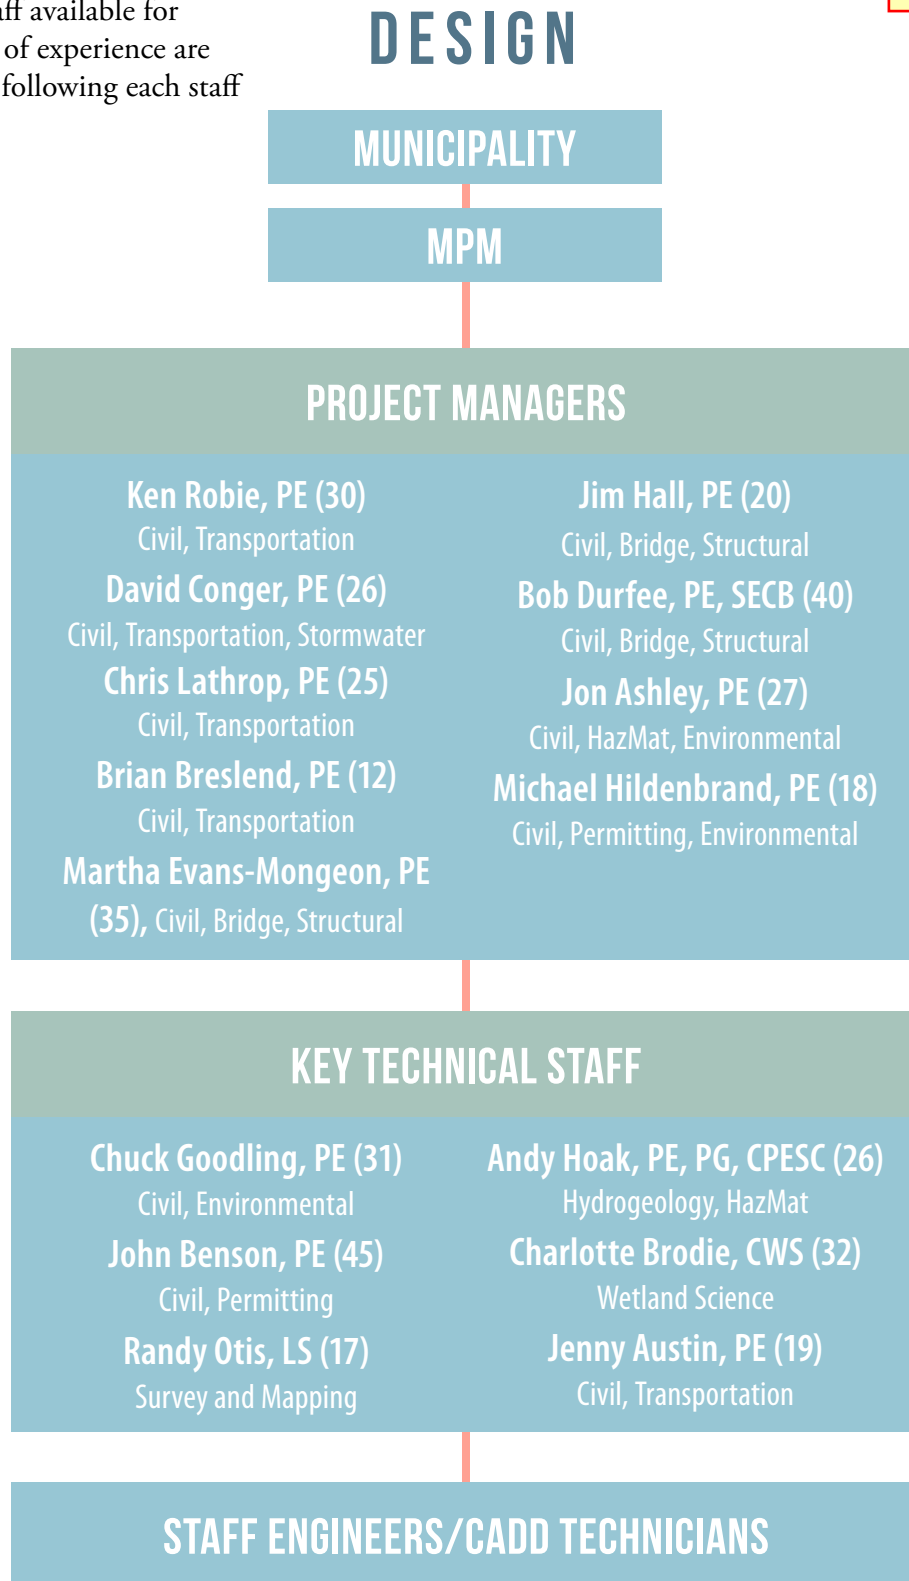 available for
of experience are
following each staff
DESIGN
MUNICIPALITY
MPM
PROJECT MANAGERS
Ken Robie, PE (30)
Civil, Transportation
David Conger, PE (26)
Civil, Transportation, Stormwater
Chris Lathrop, PE (25)
Civil, Transportation
Brian Breslend, PE (12)
Civil, Transportation
Martha Evans-Mongeon, PE
(35), Civil, Bridge, Structural
Jim Hall, PE (20)
Civil, Bridge, Structural
Bob Durfee, PE, SECB (40)
Civil, Bridge, Structural
Jon Ashley, PE (27)
Civil, HazMat, Environmental
Michael Hildenbrand, PE (18)
Civil, Permitting, Environmental
KEY TECHNICAL STAFF
Chuck Goodling, PE (31)
Civil, Environmental
John Benson, PE (45)
Civil, Permitting
Randy Otis, LS (17)
Survey and Mapping
Andy Hoak, PE, PG, CPESC (26)
Hydrogeology, HazMat
Charlotte Brodie, CWS (32)
Wetland Science
Jenny Austin, PE (19)
Civil, Transportation
STAFF ENGINEERS/CADD TECHNICIANS